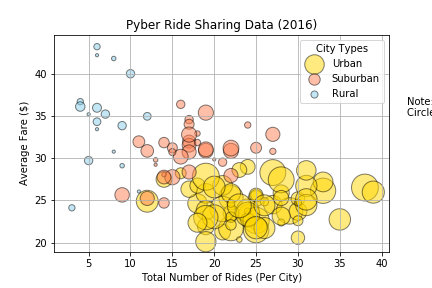 Pyber Ride Sharing Data (2016)
City Types
Urban
Suburban
Rural
Note:
Circle
Average Fare ($)
40
35
30
25
20
5
10
15
20
25
30
35
40
Total Number of Rides (Per City)